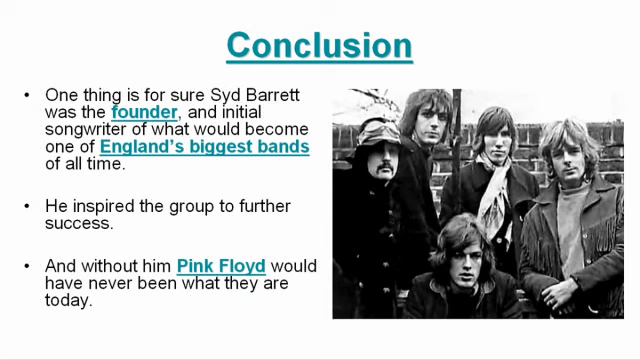 Conclusion
• One thing is for sure Syd Barrett
was the founder, and initial
songwriter of what would become
one of England's biggest bands
of all time.
• He inspired the group to further
success.
• And without him Pink Floyd would
have never been what they are
today.